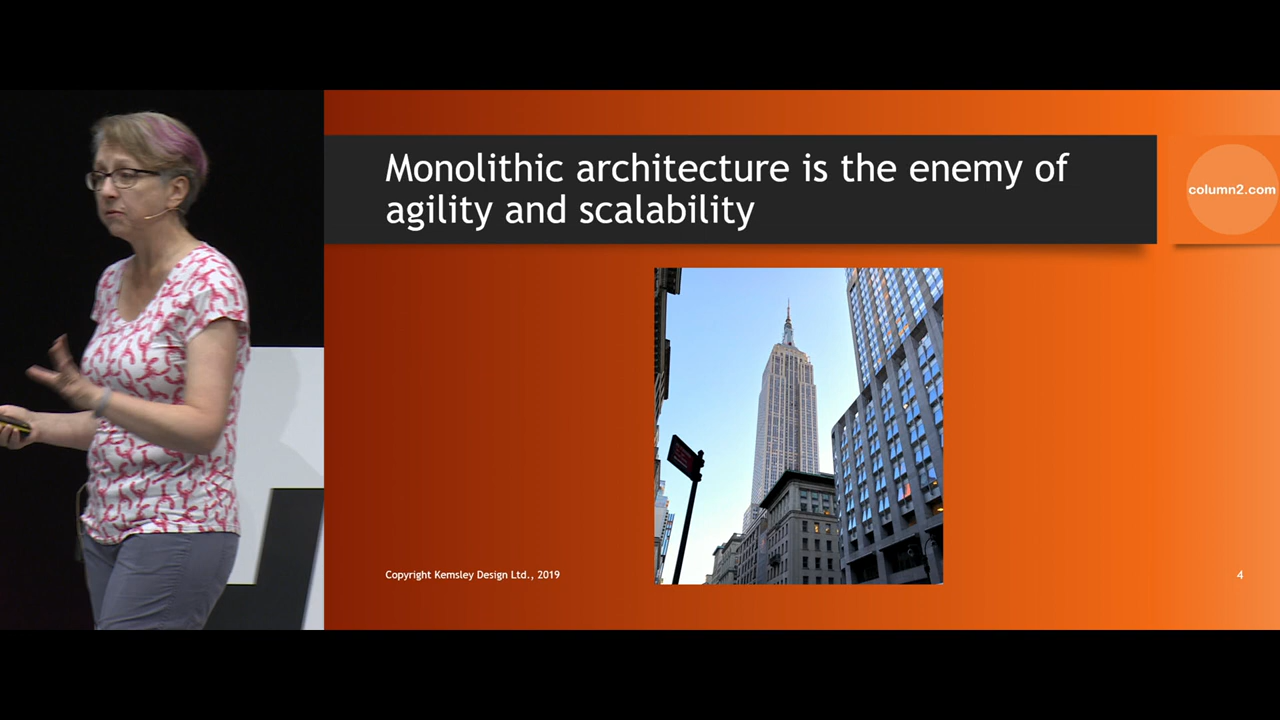 Monolithic architecture is the enemy of
agility and scalability
column2.com
Copyright Kemsley Design Ltd., 2019
4